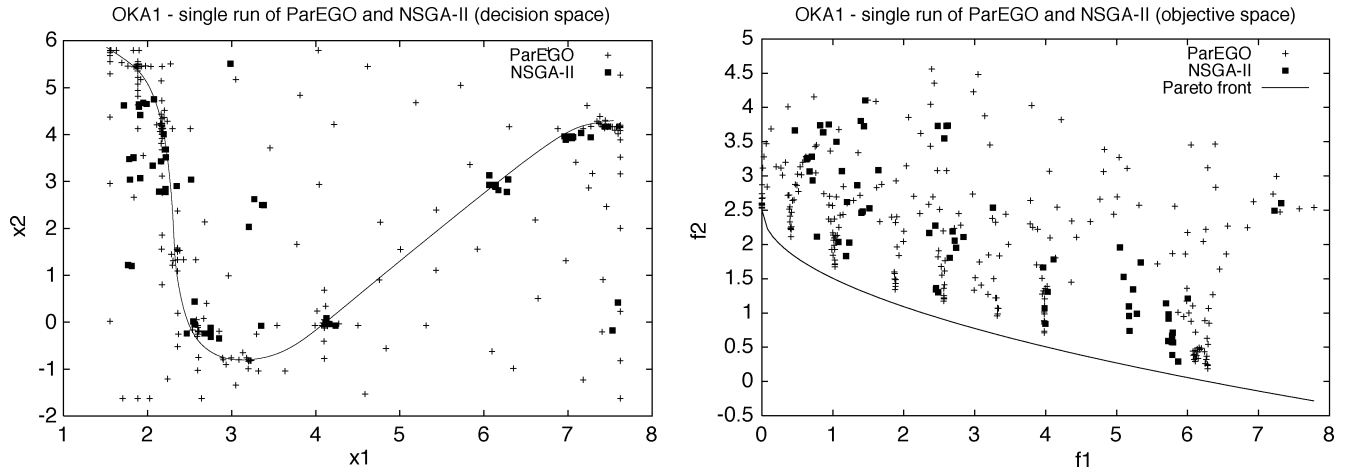 OKA1 - single run of ParEGO and NSGA-II (decision space)
6
5
4
3
2
1
0
-1
-2
x2
ParEGO
NSGA-II
1 2 3 4 5 6 7 8
x1
OKA1 - single run of ParEGO and NSGA-II (objective space)
5
4.5
4
3.5
3
2.5
2
1.5
1
0.5
0
-0.5
f2
ParEGO
NSGA-II
Pareto front
0 1 2 3 4 5 6 7 8
f1